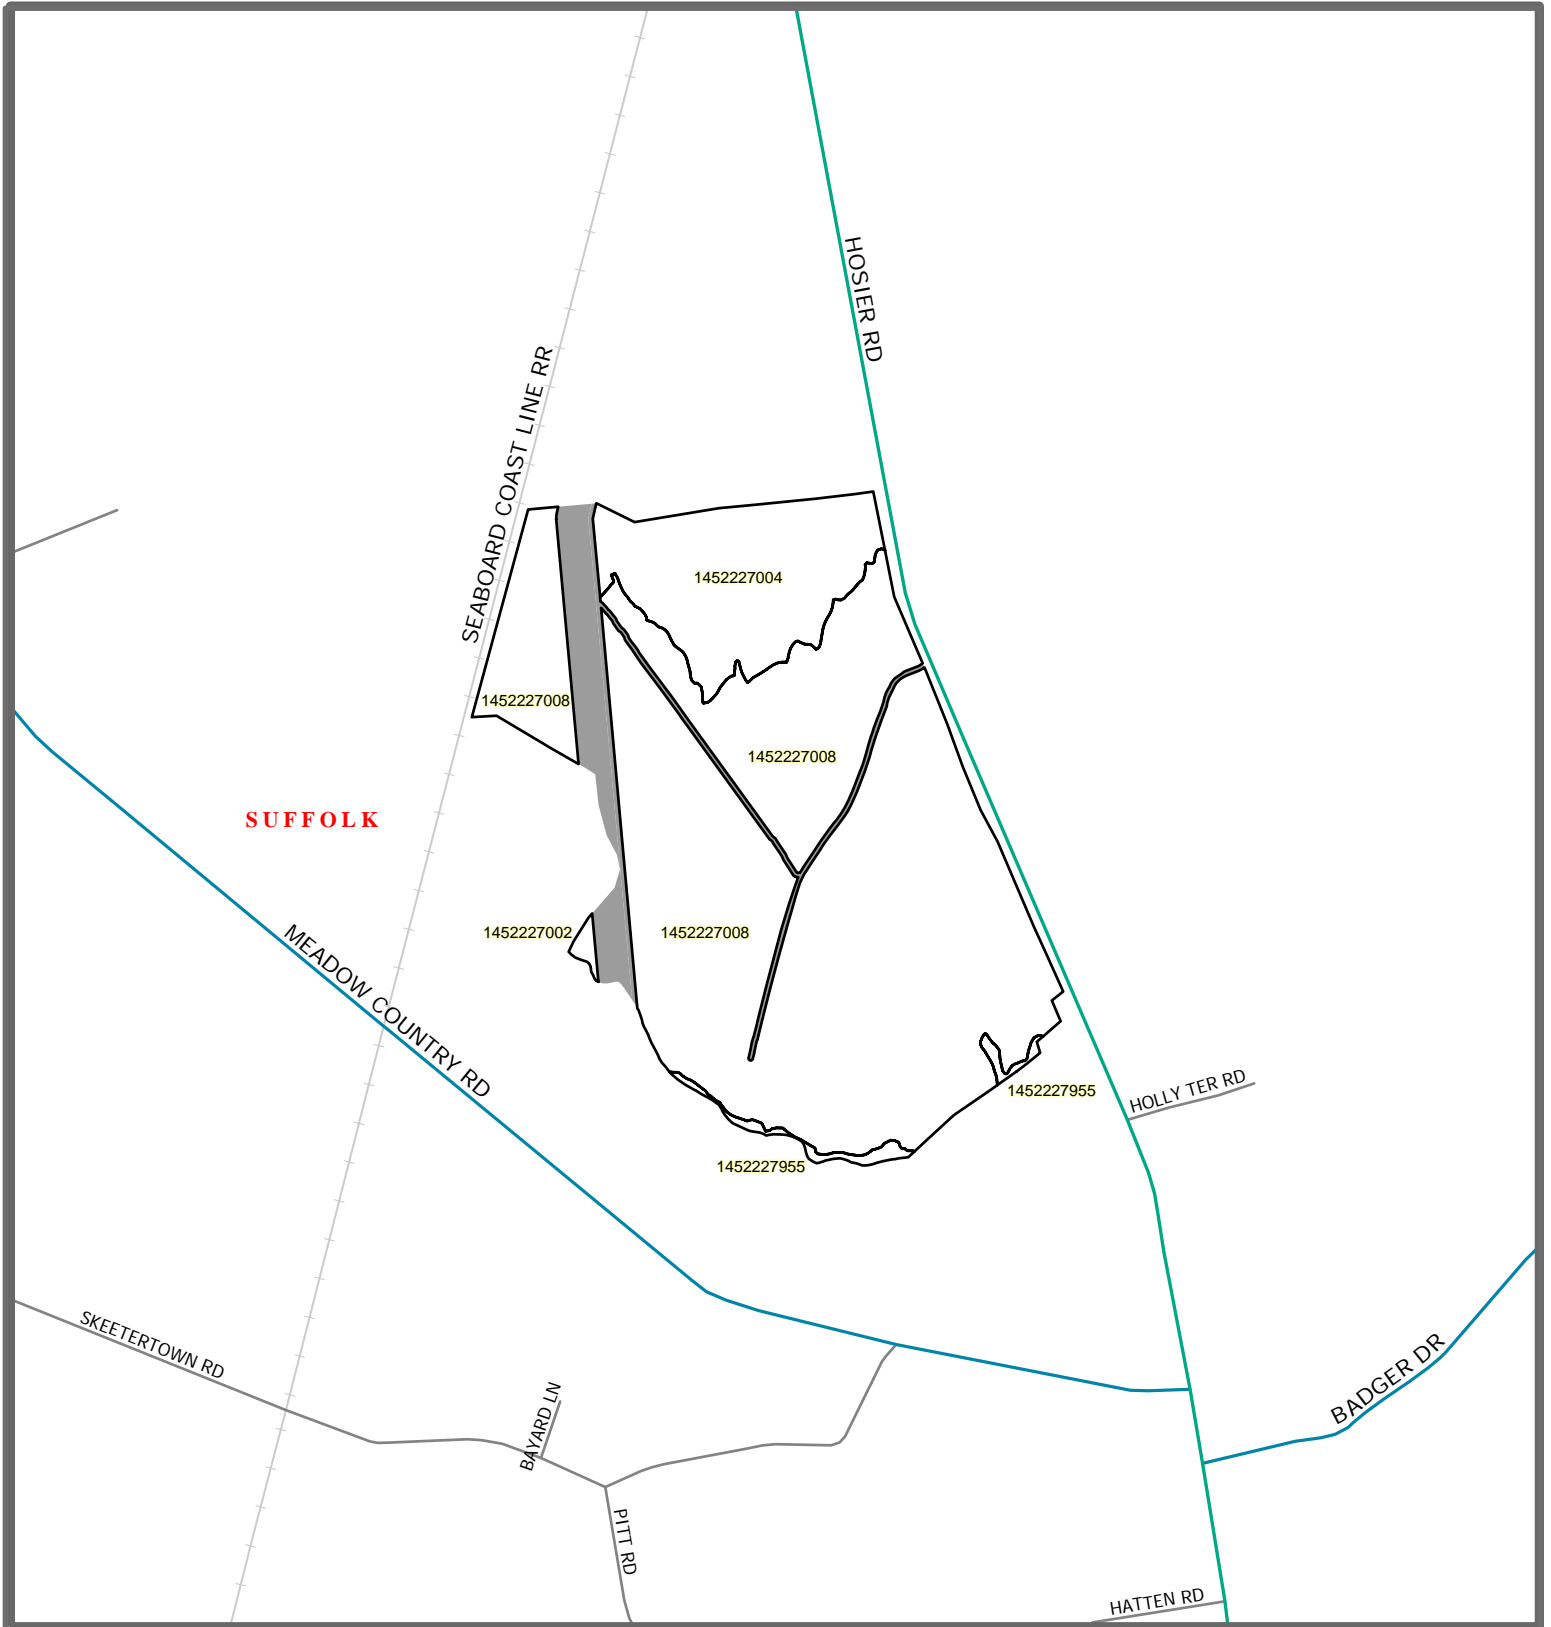 HOSIER RD
SEABOARD COAST LINE RR
1452227004
1452227008
1452227008
SUFFOLK
1452227002
1452227008
MEADOW COUNTRY RD
1452227955
HOLLY TER RD
1452227955
SKEETERTOWN RD
BADGER DR
BAYARD LN
PITT RD
HATTEN RD